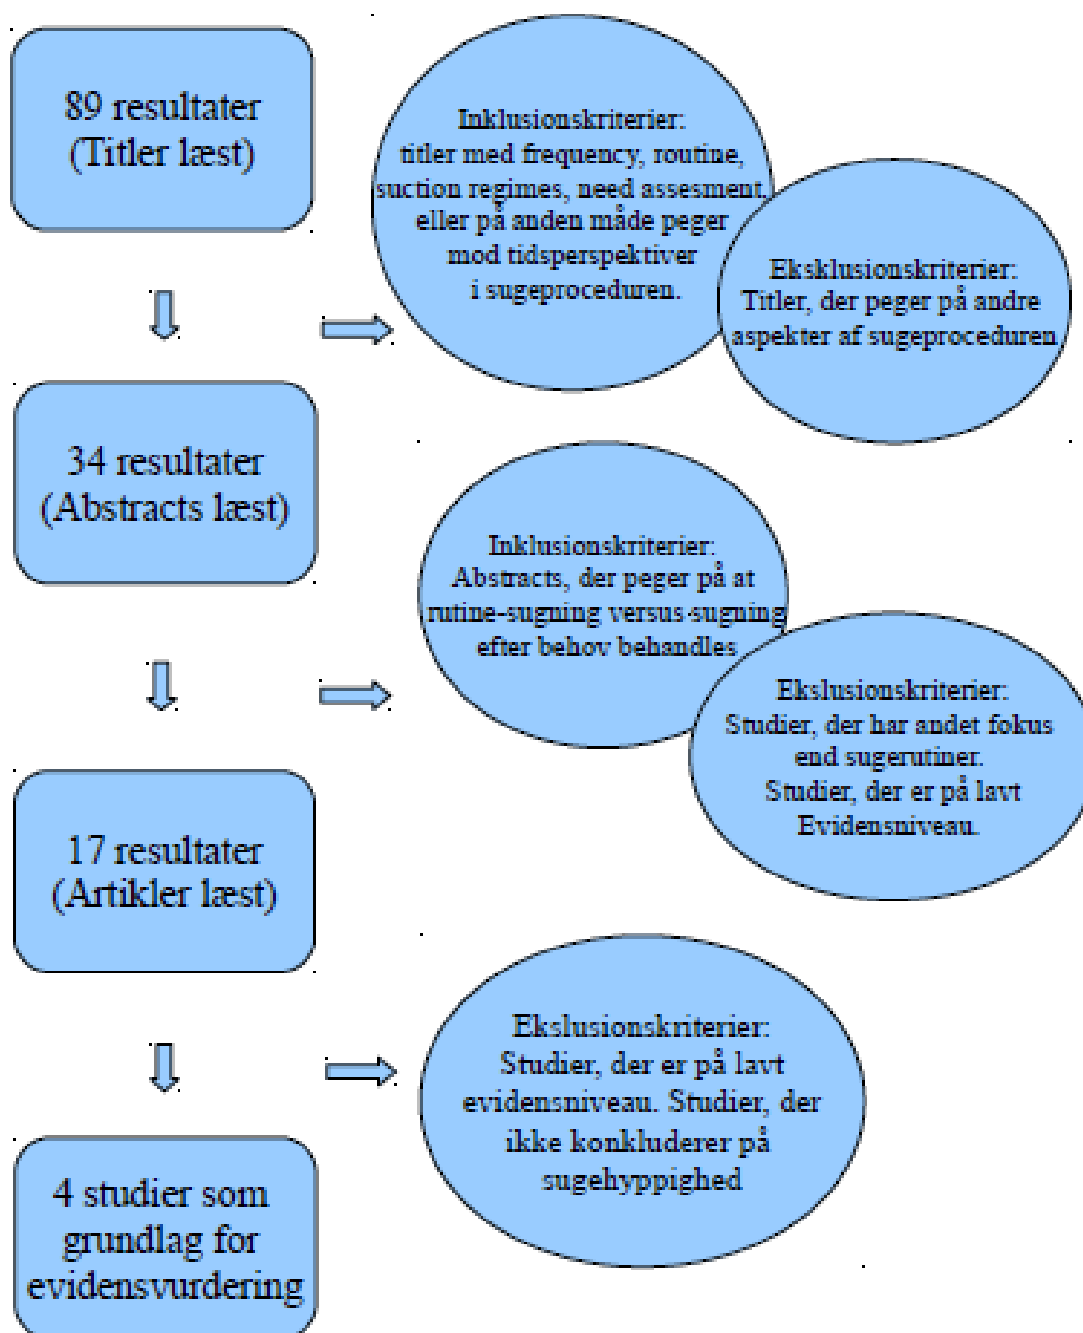 89 resultater
(Titler læst)
Inklusionskriterier:
titler med frequency, routine,
suction regimes, need assesment,
eller på anden måde peger
mod tidsperspektiver
i sugeproceduren.
Eksklusionskriterier:
Titler, der peger på andre
aspekter af sugeproceduren
34 resultater
(Abstracts læst)
Inklusionskriterier:
Abstracts, der peger på at
rutine-sugning versus-sugning
efter behov behandles
Ekslusionskriterier:
Studier, der har andet fokus
end sugerutiner.
Studier, der er på lavt
Evidensniveau.
17 resultater
(Artikler læst)
Ekslusionskriterier:
Studier, der er på lavt
evidensniveau. Studier, der
ikke konkluderer på
sugehyppighed
4 studier som
grundlag for
evidensvurdering